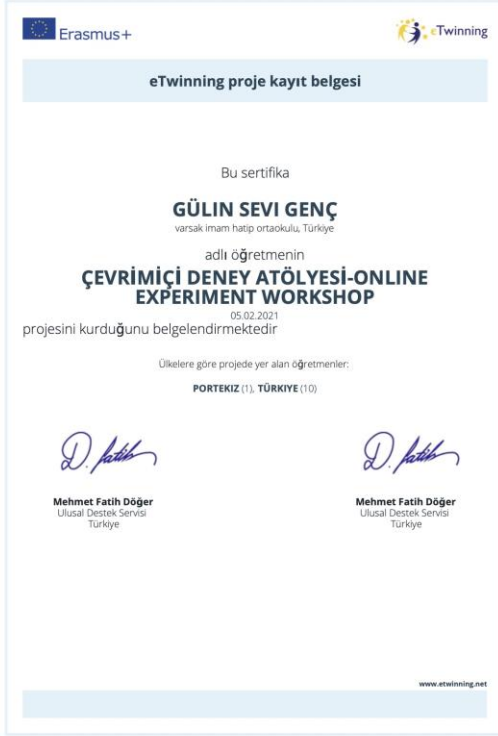 Erasmus+
eTwinning
eTwinning proje kayıt belgesi
Bu sertifika
GÜLIN SEVI GENÇ
varsak imam hatip ortaokulu, Türkiye
adlı öğretmenin
ÇEVRİMİÇİ DENEY ATÖLYESİ-ONLINE
EXPERIMENT WORKSHOP
05.02.2021
projesini kurduğunu belgelendirmektedir
Ülkelere göre projede yer alan öğretmenler:
PORTEKIZ (1), TÜRKIYE (10)
D. fatih
D. fatih
Mehmet Fatih Döğer
Ulusal Destek Servisi
Türkiye
Mehmet Fatih Döğer
Ulusal Destek Servisi
Türkiye
www.etwinning.net